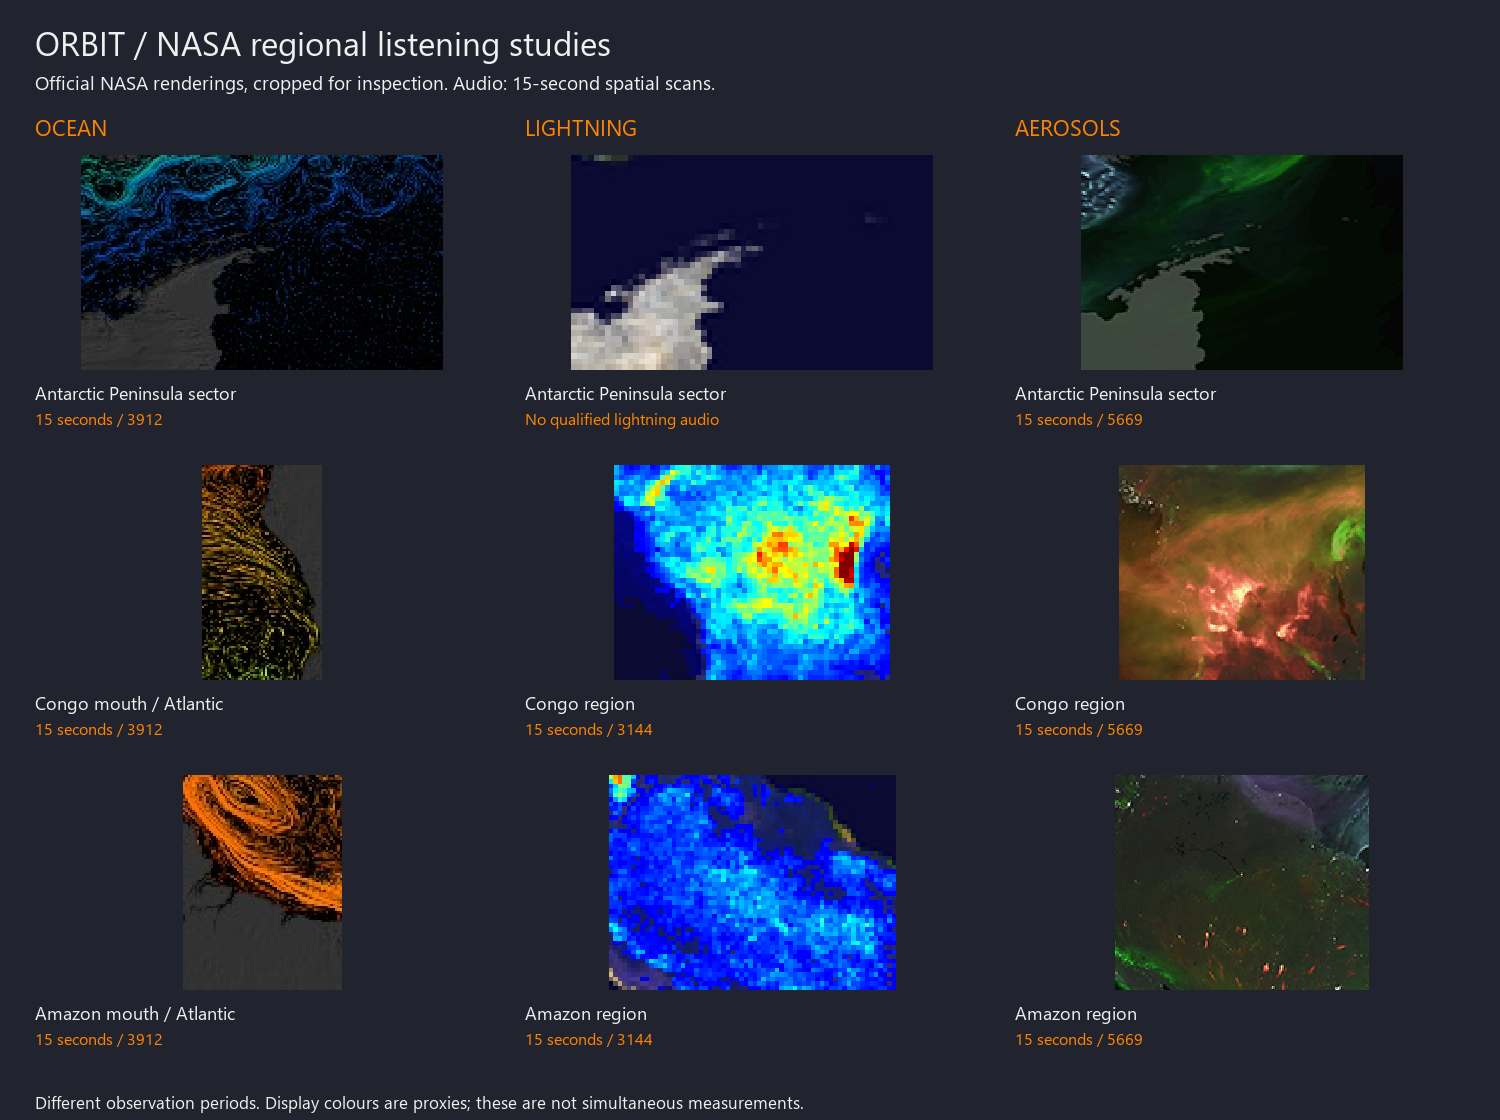 ORBIT / NASA regional listening studies
Official NASA renderings, cropped for inspection. Audio: 15-second spatial scans.
OCEAN
LIGHTNING
AEROSOLS
Antarctic Peninsula sector
15 seconds / 3912
Antarctic Peninsula sector
No qualified lightning audio
Antarctic Peninsula sector
15 seconds / 5669
Congo mouth / Atlantic
15 seconds / 3912
Congo region
15 seconds / 3144
Congo region
15 seconds / 5669
Amazon mouth / Atlantic
15 seconds / 3912
Amazon region
15 seconds / 3144
Amazon region
15 seconds / 5669
Different observation periods. Display colours are proxies; these are not simultaneous measurements.